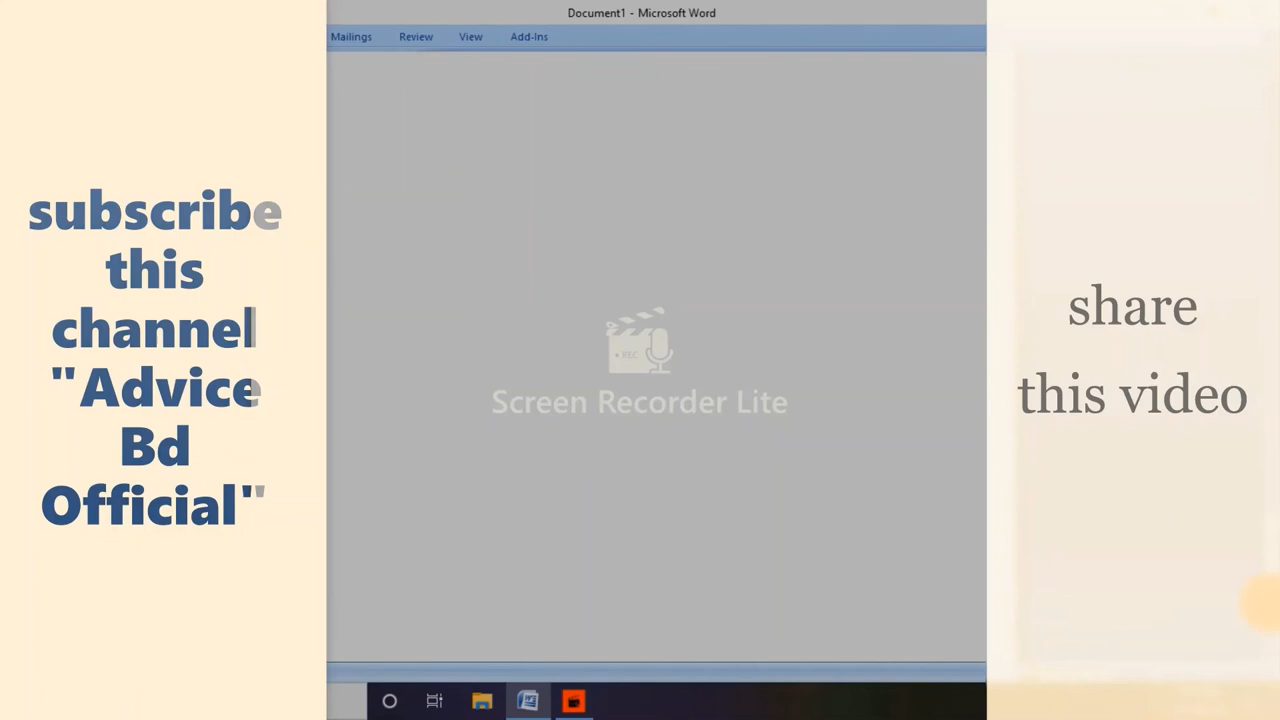 Document1 - Microsoft Word
Mailings Review View Add-Ins
subscribe
this
channel
"Advice
Bd
Official"
REC
Screen Recorder Lite
share
this video